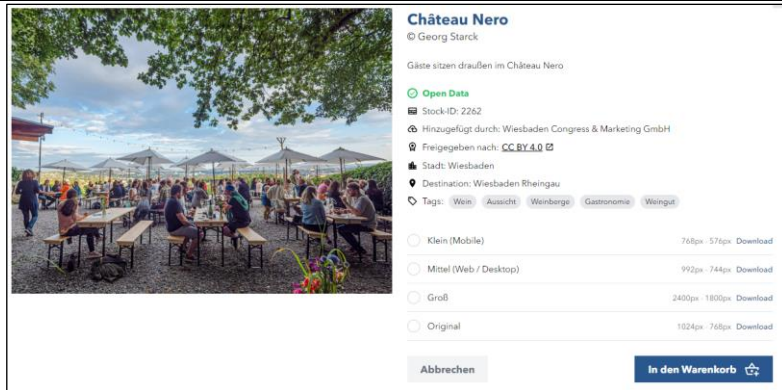 Château Nero
© Georg Starck
Gäste sitzen draußen im Château Nero
Open Data
Stock-ID: 2262
Hinzugefügt durch: Wiesbaden Congress & Marketing GmbH
Freigegeben nach: CC BY 4.0
Stadt: Wiesbaden
Destination: Wiesbaden Rheingau
Tags: Wein Aussicht Weinberge Gastronomie Weingut
Klein (Mobile) 768px · 576px Download
Mittel (Web / Desktop) 992px · 744px Download
Groß 2400px · 1800px Download
Original 1024px · 768px Download
Abbrechen In den Warenkorb